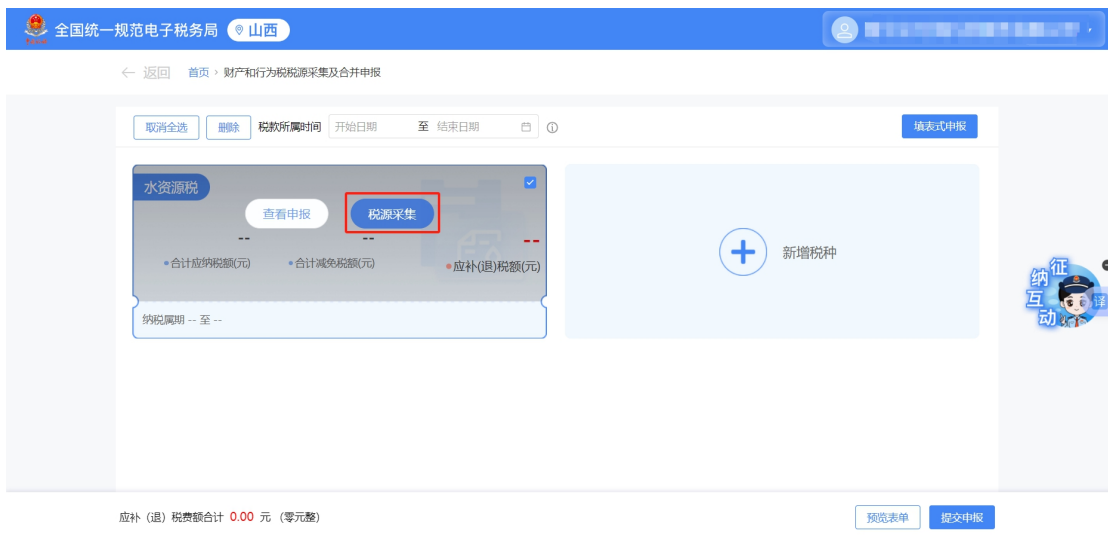 全国统一规范电子税务局 山西
返回 首页 › 财产和行为税税源采集及合并申报
取消全选 删除 税款所属时间 开始日期 至 结束日期 填表式申报
水资源税
查看申报 税源采集
-- -- --
合计应纳税额(元) 合计减免税额(元) 应补(退)税额(元)
纳税属期 -- 至 --
新增税种
征纳互动
译
应补（退）税费额合计 0.00 元 （零元整） 预览表单 提交申报